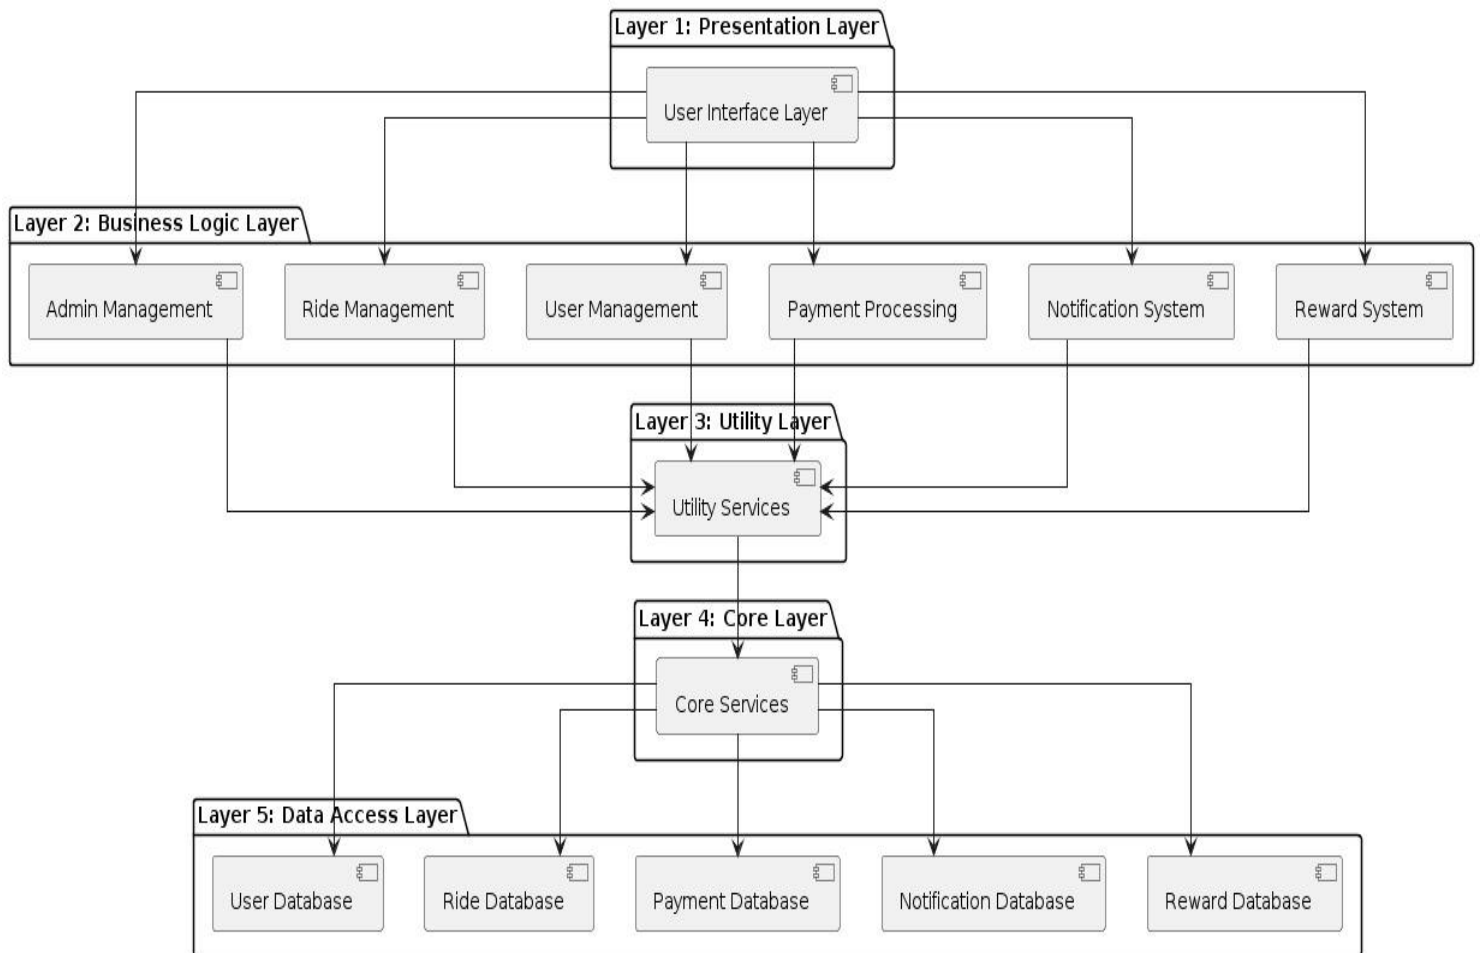 Layer 1: Presentation Layer
User Interface Layer
Layer 2: Business Logic Layer
Admin Management
Ride Management
User Management
Payment Processing
Notification System
Reward System
Layer 3: Utility Layer
Utility Services
Layer 4: Core Layer
Core Services
Layer 5: Data Access Layer
User Database
Ride Database
Payment Database
Notification Database
Reward Database